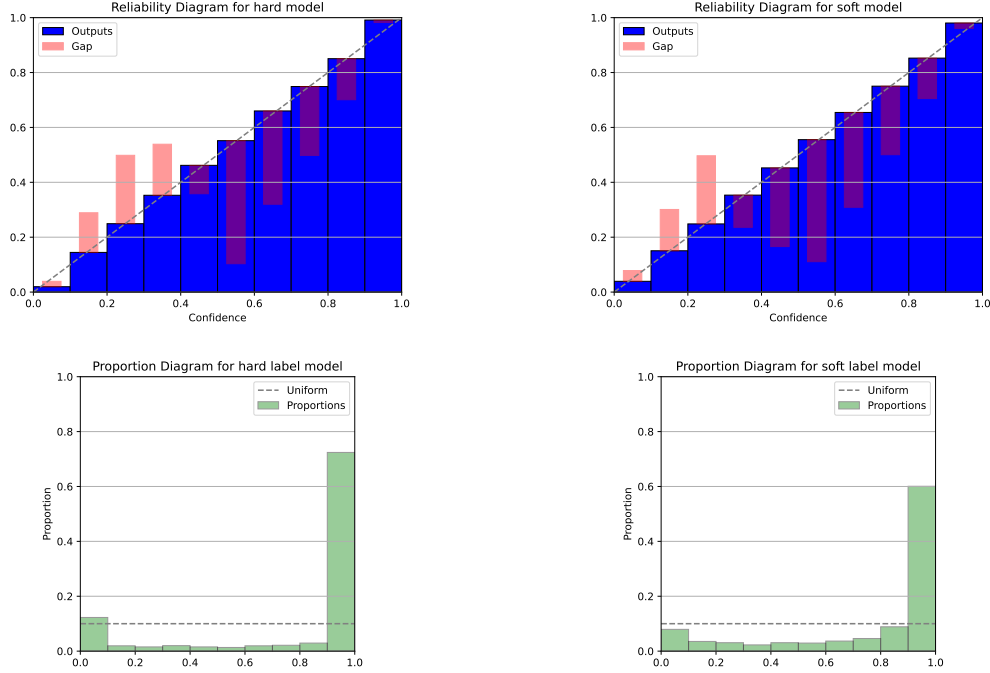 Reliability Diagram for hard model
1.0
0.8
0.6
0.4
0.2
0.0
Outputs
Gap
0.0 0.2 0.4 0.6 0.8 1.0
Confidence
Reliability Diagram for soft model
1.0
0.8
0.6
0.4
0.2
0.0
Outputs
Gap
0.0 0.2 0.4 0.6 0.8 1.0
Confidence
Proportion Diagram for hard label model
Proportion
1.0
0.8
0.6
0.4
0.2
0.0
Uniform
Proportions
0.0 0.2 0.4 0.6 0.8 1.0
Proportion Diagram for soft label model
Proportion
1.0
0.8
0.6
0.4
0.2
0.0
Uniform
Proportions
0.0 0.2 0.4 0.6 0.8 1.0